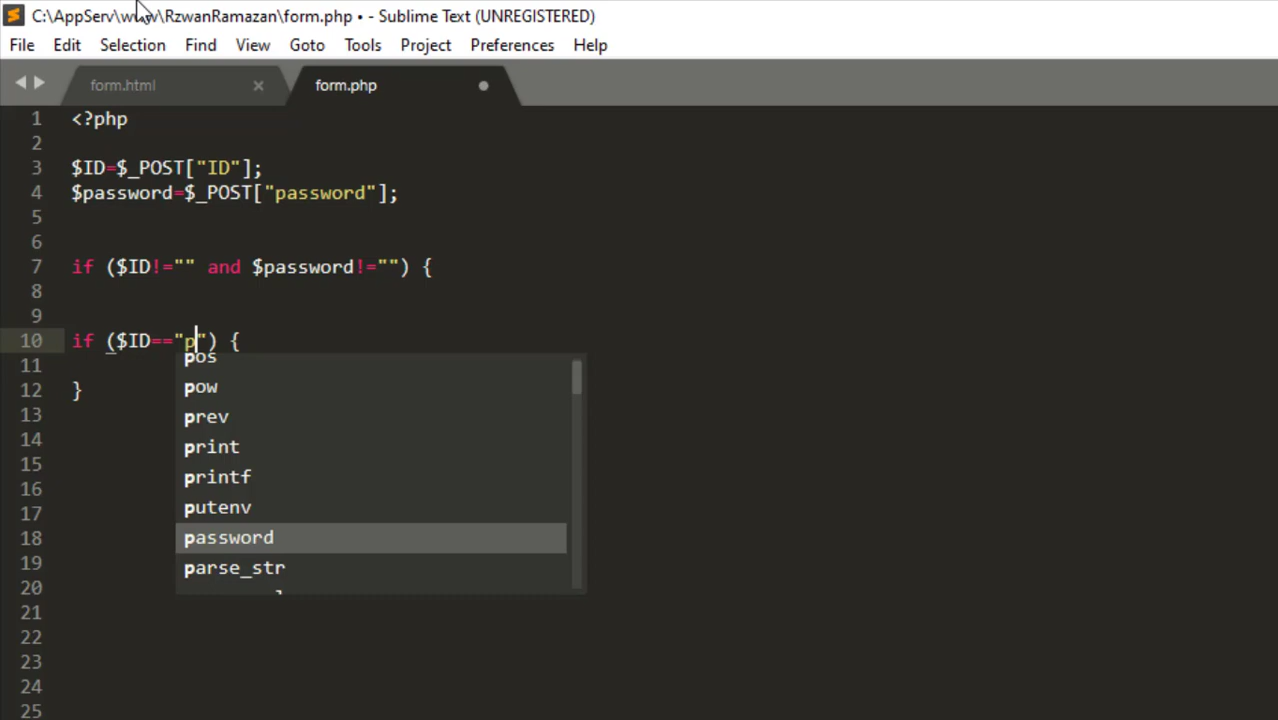 C:\AppServ\www\RzwanRamazan\form.php • - Sublime Text (UNREGISTERED)
File Edit Selection Find View Goto Tools Project Preferences Help
form.html form.php
1 <?php
2
3 $ID=$_POST["ID"];
4 $password=$_POST["password"];
5
6
7 if ($ID!="" and $password!="") {
8
9
10 if ($ID=="p") {
11
12 }
13
14
15
16
17
18
19
20
21
22
23
24
25
pos
pow
prev
print
printf
putenv
password
parse_str